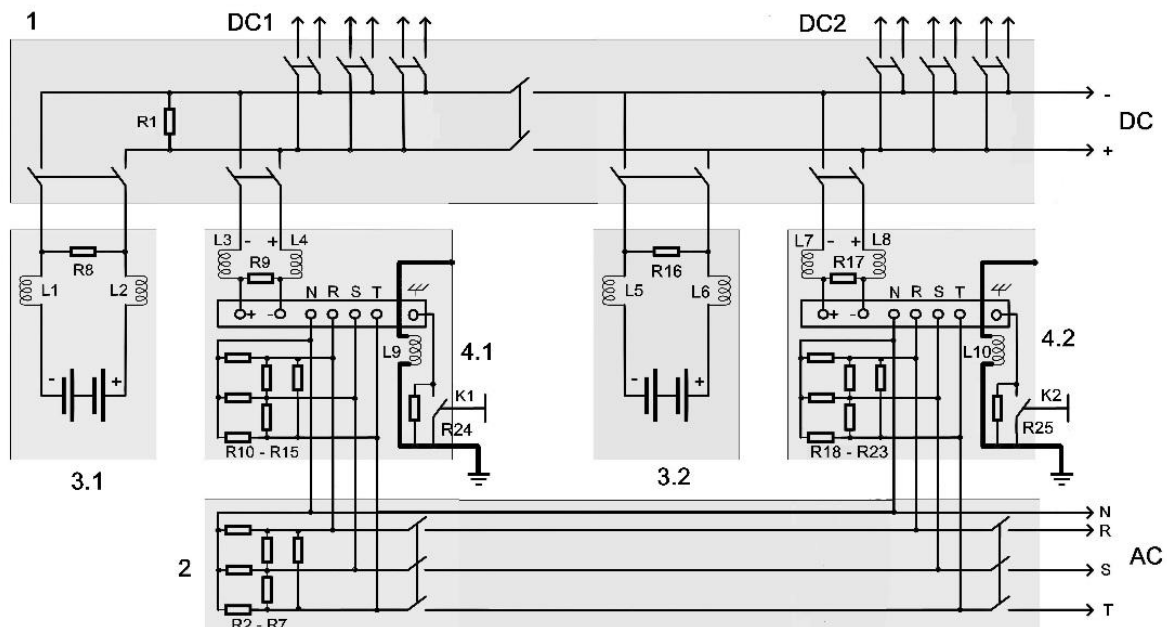 1 DC1 DC2
R1 - DC
+
L3 - + L4 L7 - + L8
R8 R9 R16 R17
L1 L2 N R S T L5 L6 N R S T
+ - + -
L9 4.1 L10 4.2
- + K1 - + K2
R24 R25
R10 - R15 R18 - R23
3.1 3.2
N
R
2 S AC
R2 - R7 T